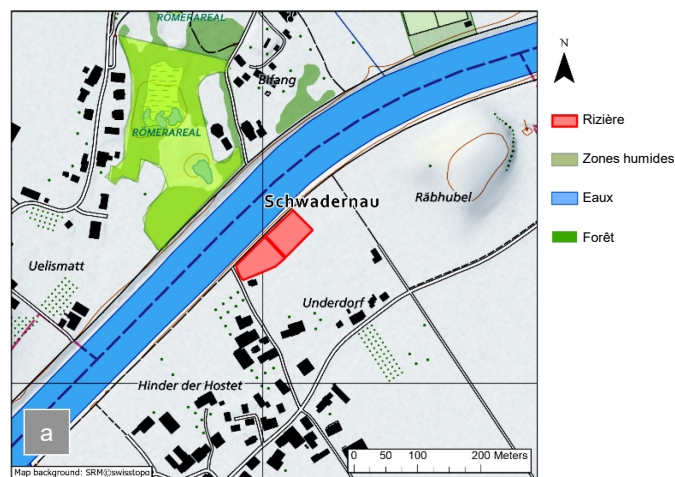 RÖMERAREAL
Bifang
RÖMERAREAL
Schwadernau
Räbhubel
Uelismatt
Underdorf
Hinder der Hostet
a
0 50 100 200 Meters
Map background: SRM©swisstopo
N
Rizière
Zones humides
Eaux
Forêt